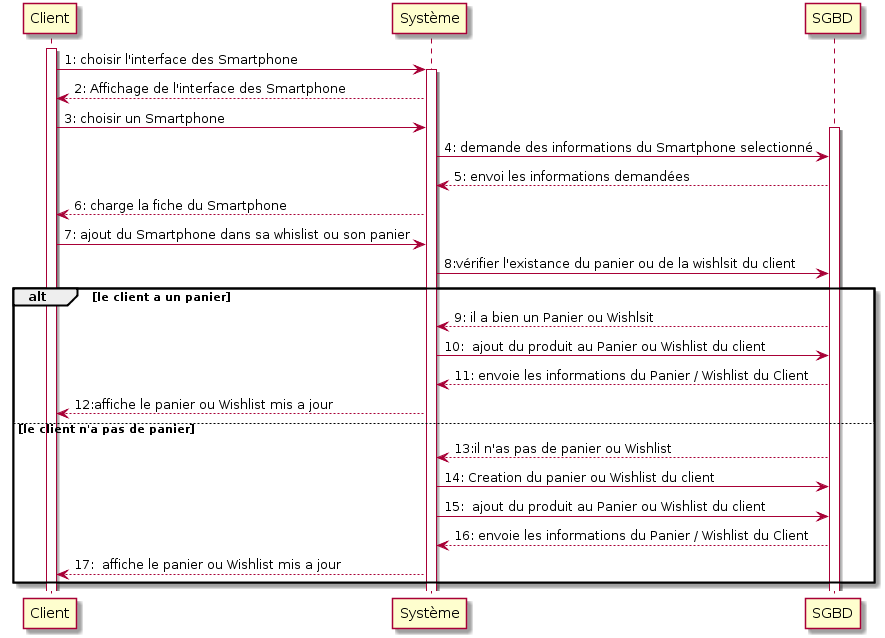 Client Système SGBD
1: choisir l'interface des Smartphone
2: Affichage de l'interface des Smartphone
3: choisir un Smartphone
4: demande des informations du Smartphone selectionné
5: envoi les informations demandées
6: charge la fiche du Smartphone
7: ajout du Smartphone dans sa whislist ou son panier
8:vérifier l'existance du panier ou de la wishlsit du client
alt [le client a un panier]
9: il a bien un Panier ou Wishlsit
10: ajout du produit au Panier ou Wishlist du client
11: envoie les informations du Panier / Wishlist du Client
12:affiche le panier ou Wishlist mis a jour
[le client n'a pas de panier]
13:il n'as pas de panier ou Wishlist
14: Creation du panier ou Wishlist du client
15: ajout du produit au Panier ou Wishlist du client
16: envoie les informations du Panier / Wishlist du Client
17: affiche le panier ou Wishlist mis a jour
Client Système SGBD